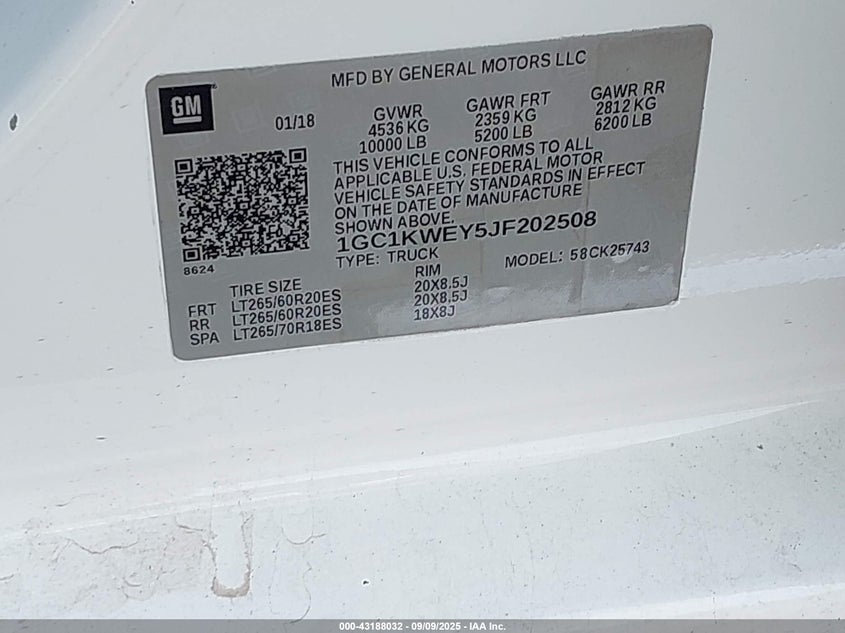 MFD BY GENERAL MOTORS LLC
GM
01/18
GVWR
4536 KG
10000 LB
GAWR FRT
2359 KG
5200 LB
GAWR RR
2812 KG
6200 LB
THIS VEHICLE CONFORMS TO ALL
APPLICABLE U.S. FEDERAL MOTOR
VEHICLE SAFETY STANDARDS IN EFFECT
ON THE DATE OF MANUFACTURE
SHOWN ABOVE.
1GC1KWEY5JF202508
TYPE: TRUCK
MODEL: 58CK25743
8624
TIRE SIZE RIM
FRT LT265/60R20ES 20X8.5J
RR LT265/60R20ES 20X8.5J
SPA LT265/70R18ES 18X8J
000-43188032 - 09/09/2025 - IAA Inc.